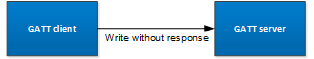 GATT client
Write without response
GATT server